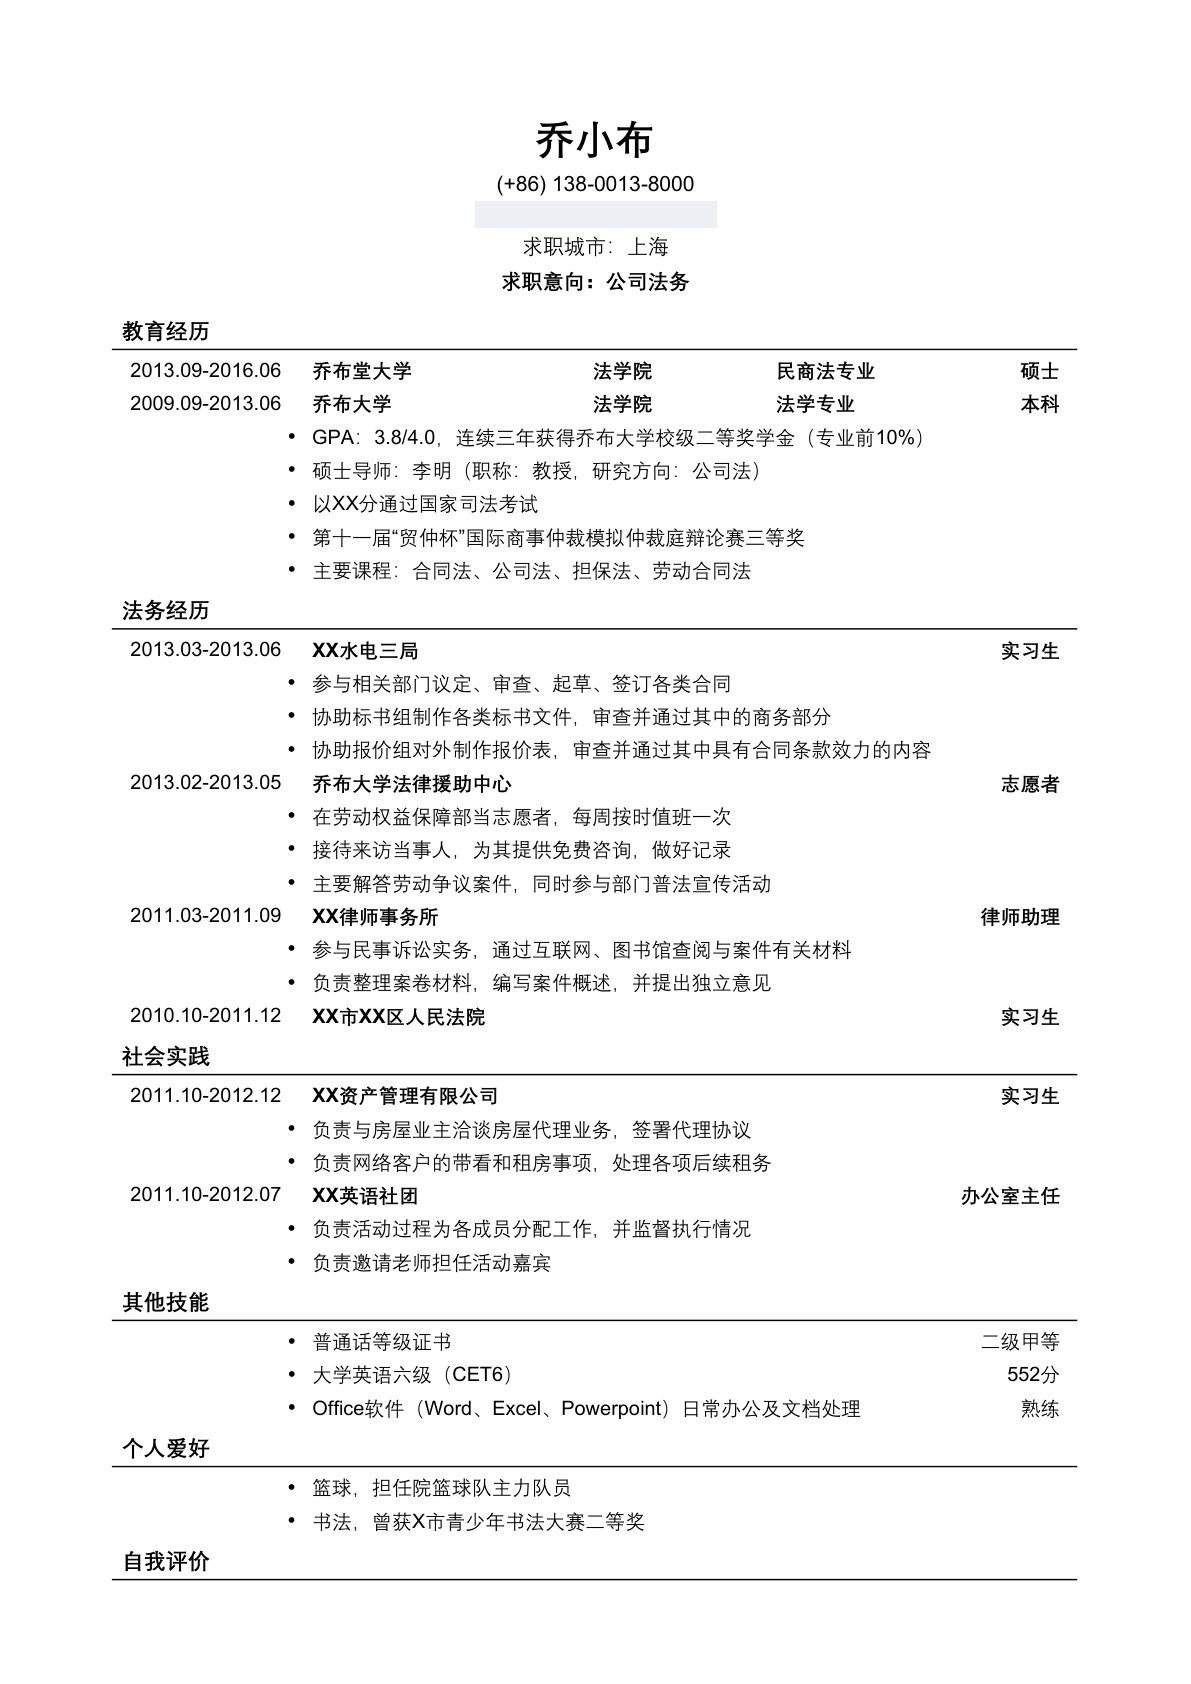 乔小布
(+86) 138-0013-8000
求职城市：上海
求职意向：公司法务
教育经历
2013.09-2016.06 乔布堂大学 法学院 民商法专业 硕士
2009.09-2013.06 乔布大学 法学院 法学专业 本科
• GPA：3.8/4.0，连续三年获得乔布大学校级二等奖学金（专业前10%）
• 硕士导师：李明（职称：教授，研究方向：公司法）
• 以XX分通过国家司法考试
• 第十一届“贸仲杯”国际商事仲裁模拟仲裁庭辩论赛三等奖
• 主要课程：合同法、公司法、担保法、劳动合同法
法务经历
2013.03-2013.06 XX水电三局 实习生
• 参与相关部门议定、审查、起草、签订各类合同
• 协助标书组制作各类标书文件，审查并通过其中的商务部分
• 协助报价组对外制作报价表，审查并通过其中具有合同条款效力的内容
2013.02-2013.05 乔布大学法律援助中心 志愿者
• 在劳动权益保障部当志愿者，每周按时值班一次
• 接待来访当事人，为其提供免费咨询，做好记录
• 主要解答劳动争议案件，同时参与部门普法宣传活动
2011.03-2011.09 XX律师事务所 律师助理
• 参与民事诉讼实务，通过互联网、图书馆查阅与案件有关材料
• 负责整理案卷材料，编写案件概述，并提出独立意见
2010.10-2011.12 XX市XX区人民法院 实习生
社会实践
2011.10-2012.12 XX资产管理有限公司 实习生
• 负责与房屋业主洽谈房屋代理业务，签署代理协议
• 负责网络客户的带看和租房事项，处理各项后续租务
2011.10-2012.07 XX英语社团 办公室主任
• 负责活动过程为各成员分配工作，并监督执行情况
• 负责邀请老师担任活动嘉宾
其他技能
• 普通话等级证书 二级甲等
• 大学英语六级（CET6） 552分
• Office软件（Word、Excel、Powerpoint）日常办公及文档处理 熟练
个人爱好
• 篮球，担任院篮球队主力队员
• 书法，曾获X市青少年书法大赛二等奖
自我评价